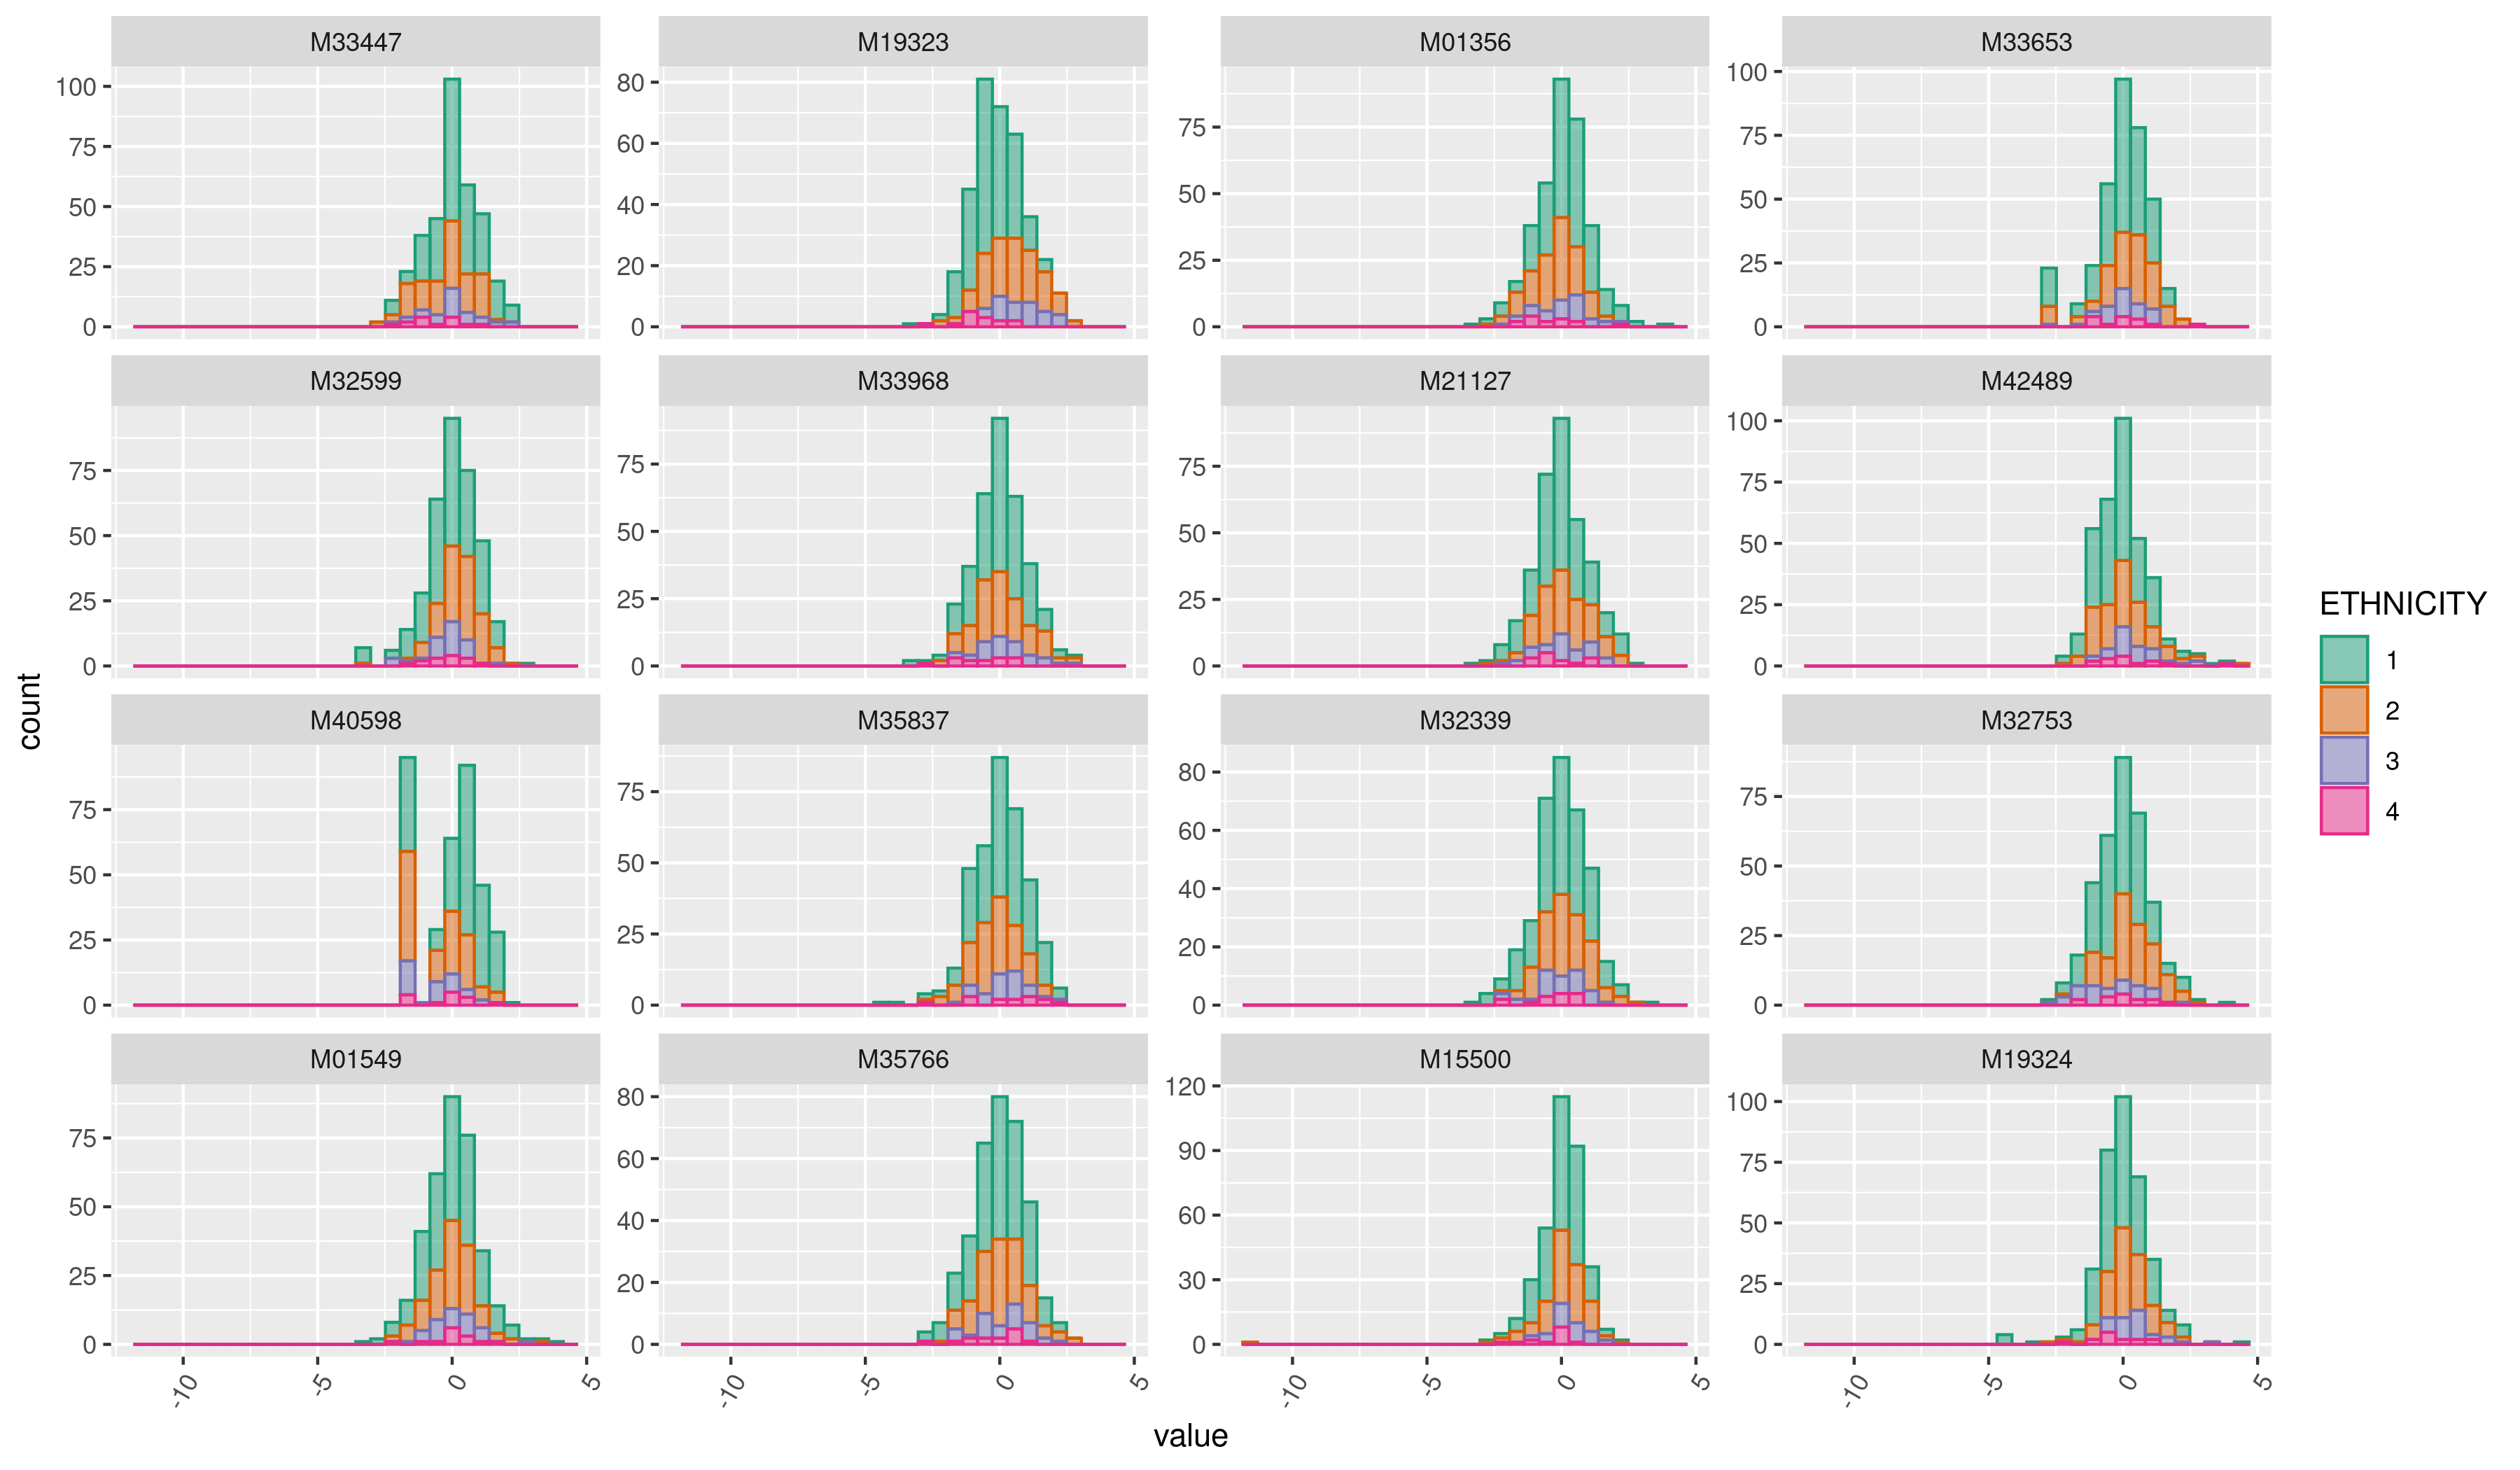 M33447 M19323 M01356 M33653
100 75 50 25 0
80 60 40 20 0
75 50 25 0
100 75 50 25 0
M32599 M33968 M21127 M42489
75 50 25 0
75 50 25 0
75 50 25 0
100 75 50 25 0
M40598 M35837 M32339 M32753
75 50 25 0
75 50 25 0
80 60 40 20 0
75 50 25 0
M01549 M35766 M15500 M19324
75 50 25 0
80 60 40 20 0
120 90 60 30 0
100 75 50 25 0
-10 -5 0 5 -10 -5 0 5 -10 -5 0 5 -10 -5 0 5
value
count
ETHNICITY
1
2
3
4